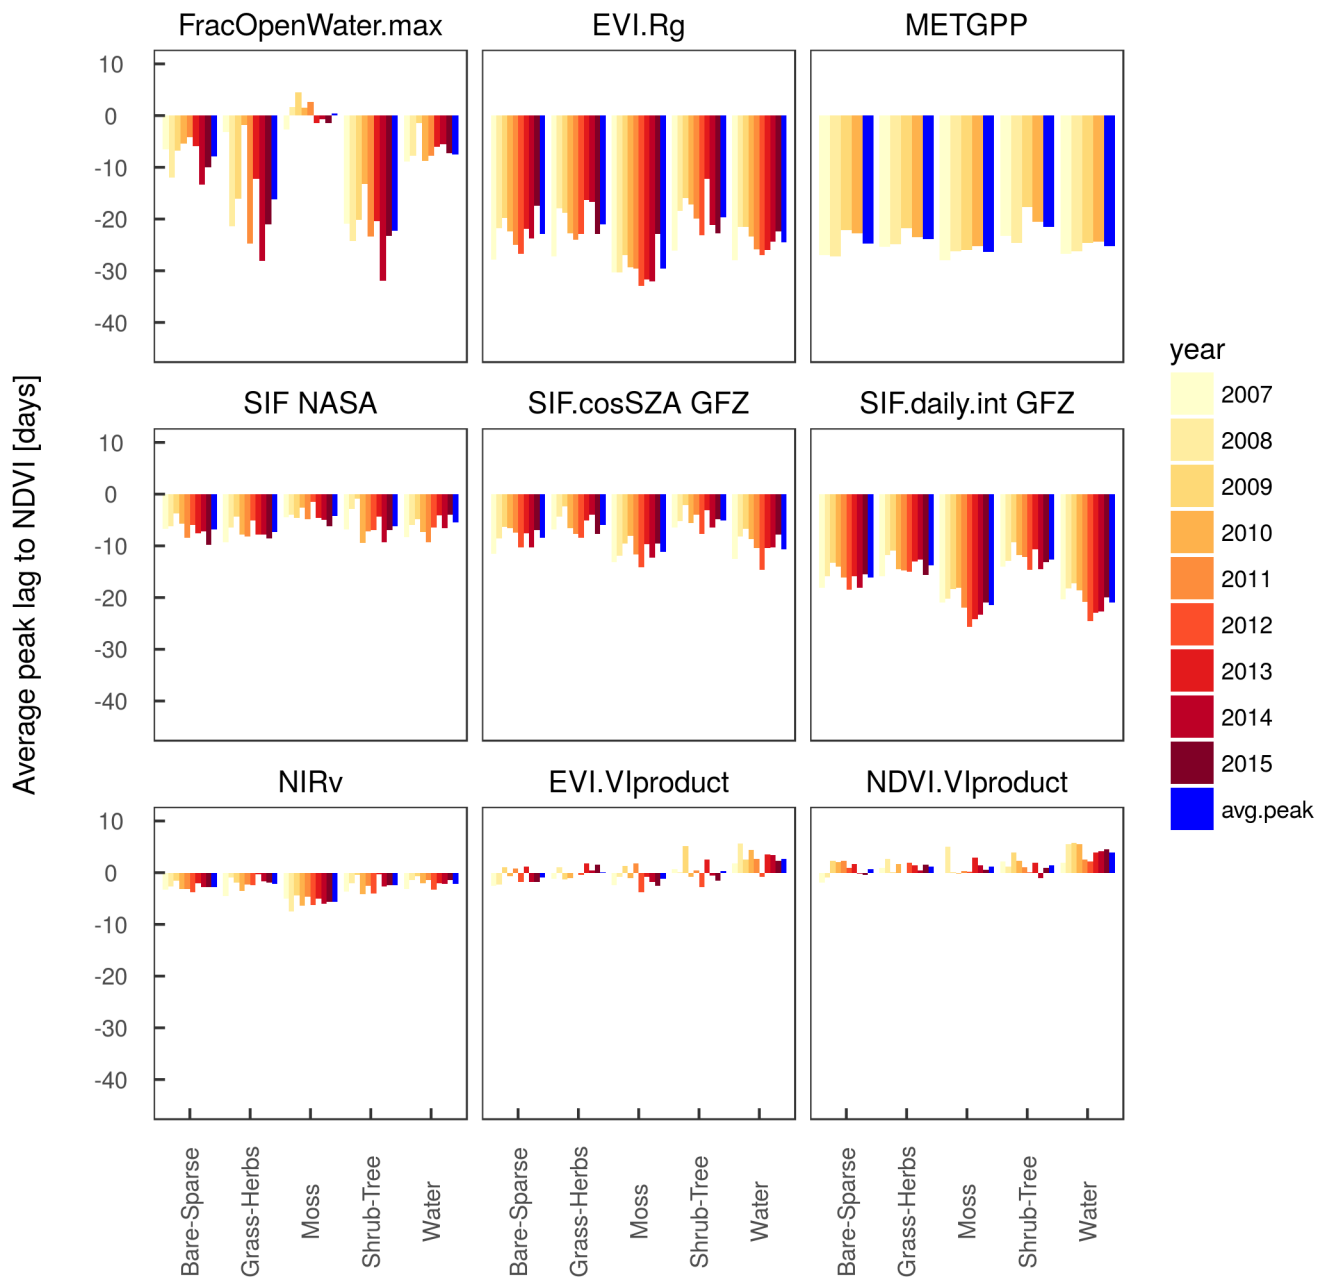 FracOpenWater.max
EVI.Rg
METGPP
10
0
-10
-20
-30
-40
SIF NASA
SIF.cosSZA GFZ
SIF.daily.int GFZ
10
0
-10
-20
-30
-40
NIRv
EVI.VIproduct
NDVI.VIproduct
10
0
-10
-20
-30
-40
Bare-Sparse
Grass-Herbs
Moss
Shrub-Tree
Water
Bare-Sparse
Grass-Herbs
Moss
Shrub-Tree
Water
Bare-Sparse
Grass-Herbs
Moss
Shrub-Tree
Water
Average peak lag to NDVI [days]
year
2007
2008
2009
2010
2011
2012
2013
2014
2015
avg.peak